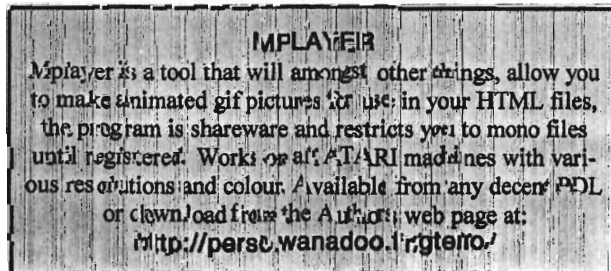 MPLAYER
Mplayer is a tool that will amongst other things, allow you
to make animated gif pictures for use in your HTML files,
the program is shareware and restricts you to mono files
until registered. Works on all ATARI machines with vari-
ous resolutions and colour. Available from any decent PDL
or download from the Authors web page at: